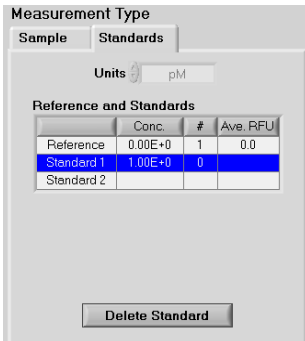 Measurement Type
Sample Standards
Units pM
Reference and Standards
Conc. # Ave. RFU
Reference 0.00E+0 1 0.0
Standard 1 1.00E+0 0
Standard 2
Delete Standard